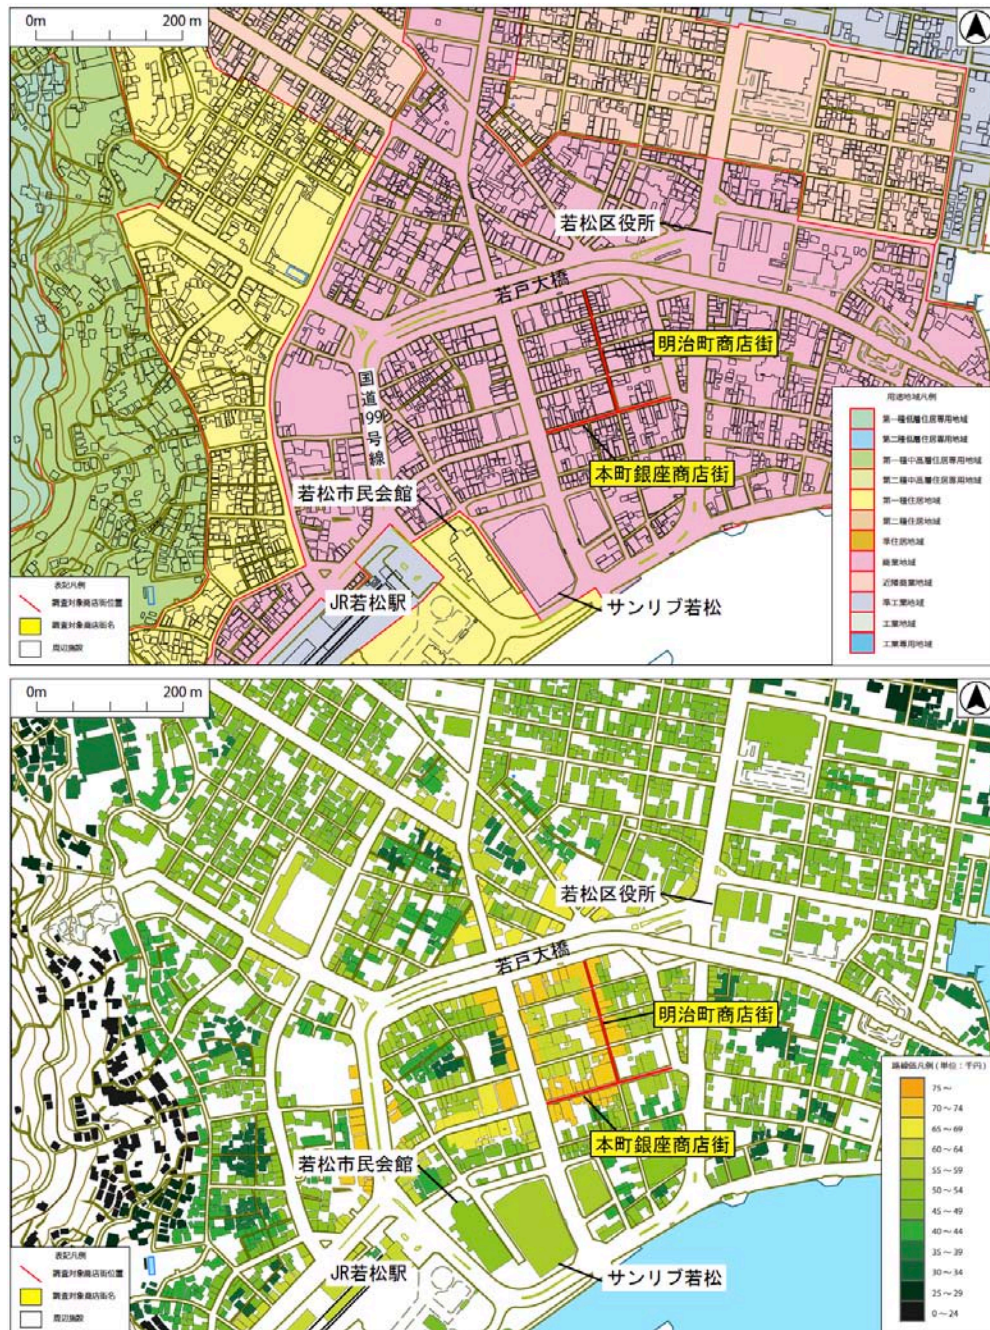 0m 200 m
若松区役所
若戸大橋
明治町商店街
国道199号線
本町銀座商店街
若松市民会館
JR若松駅
サンリブ若松
表記凡例
調査対象商店街位置
調査対象商店街名
周辺施設
用途地域凡例
第一種低層住居専用地域
第二種低層住居専用地域
第一種中高層住居専用地域
第二種中高層住居専用地域
第一種住居地域
第二種住居地域
準住居地域
商業地域
近隣商業地域
準工業地域
工業地域
工業専用地域
0m 200 m
若松区役所
若戸大橋
明治町商店街
本町銀座商店街
若松市民会館
JR若松駅
サンリブ若松
表記凡例
調査対象商店街位置
調査対象商店街名
周辺施設
路線価凡例(単位:千円)
75~
70~74
65~69
60~64
55~59
50~54
45~49
40~44
35~39
30~34
25~29
0~24